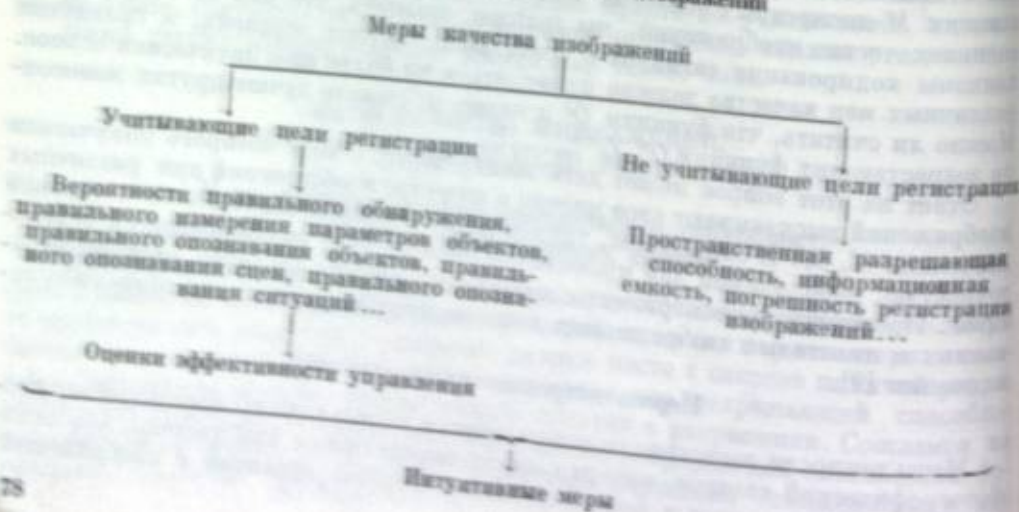 Меры качества изображений
Учитывающие цели регистрации
Не учитывающие цели регистрации
Вероятности правильного обнаружения,
правильного измерения параметров объектов,
правильного опознавания объектов, правиль-
ного опознавания сцен, правильного опозна-
вания ситуаций...
Пространственная разрешающая
способность, информационная
емкость, погрешность регистрации
изображений...
Оценки эффективности управления
Интуитивные меры
78